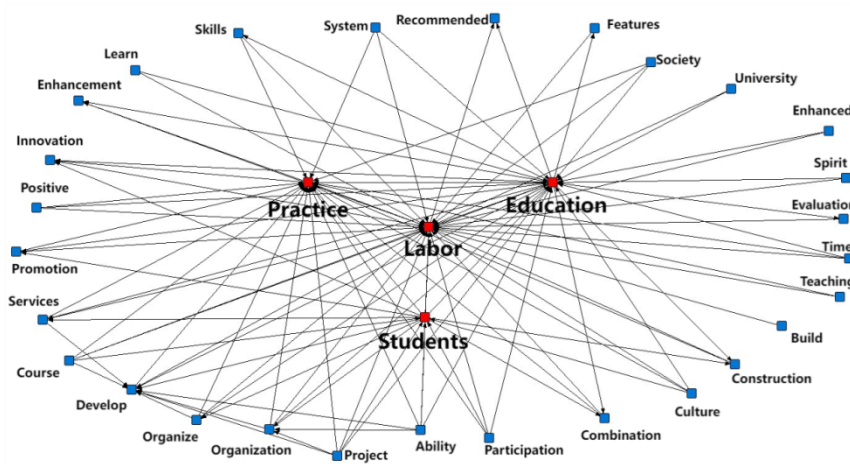 Recommended
System
Features
Skills
Society
Learn
University
Enhancement
Enhanced
Innovation
Spirit
Positive
Practice
Education
Evaluation
Labor
Time
Promotion
Teaching
Services
Students
Build
Course
Construction
Develop
Culture
Organize
Organization
Project
Ability
Participation
Combination